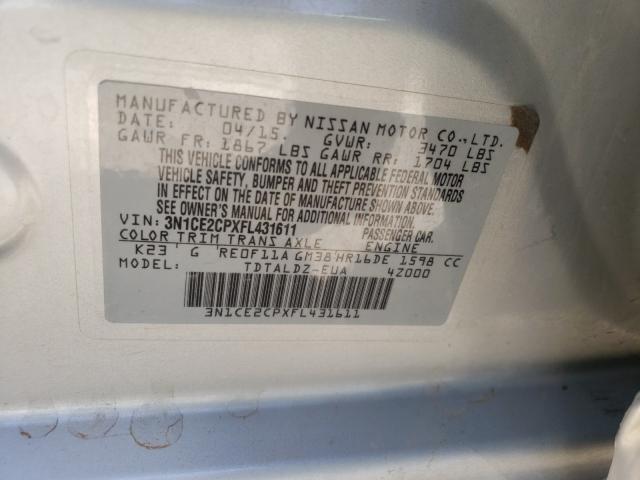 MANUFACTURED BY NISSAN MOTOR CO.,LTD.
DATE: 04/15 GVWR: 3470 LBS
GAWR FR: 1867 LBS GAWR RR: 1704 LBS
THIS VEHICLE CONFORMS TO ALL APPLICABLE FEDERAL MOTOR
VEHICLE SAFETY, BUMPER AND THEFT PREVENTION STANDARDS
IN EFFECT ON THE DATE OF MANUFACTURE SHOWN ABOVE.
SEE OWNER'S MANUAL FOR ADDITIONAL INFORMATION.
VIN: 3N1CE2CPXFL431611 PASSENGER CAR.
COLOR TRIM TRANS AXLE ENGINE
K23 G RE0F11A GM38 HR16DE 1598 CC
MODEL: TDTALDZ-EUA 42000
3N1CE2CPXFL431611